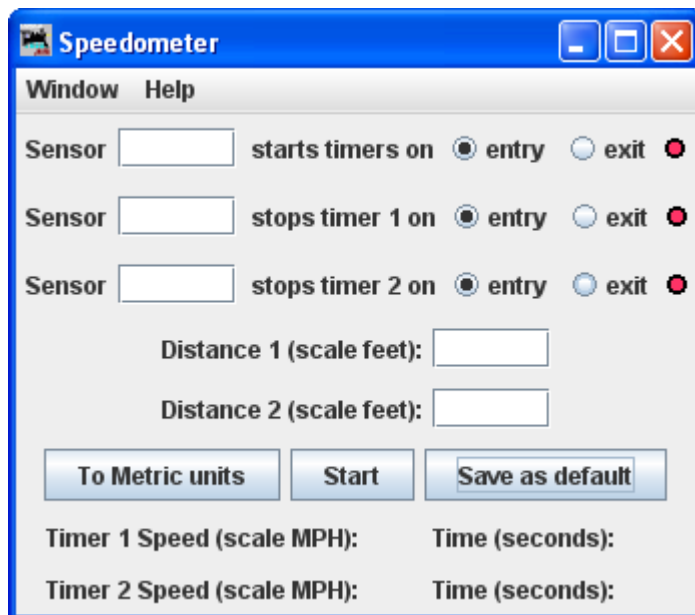 Speedometer
Window Help
Sensor starts timers on entry exit
Sensor stops timer 1 on entry exit
Sensor stops timer 2 on entry exit
Distance 1 (scale feet):
Distance 2 (scale feet):
To Metric units Start Save as default
Timer 1 Speed (scale MPH): Time (seconds):
Timer 2 Speed (scale MPH): Time (seconds):